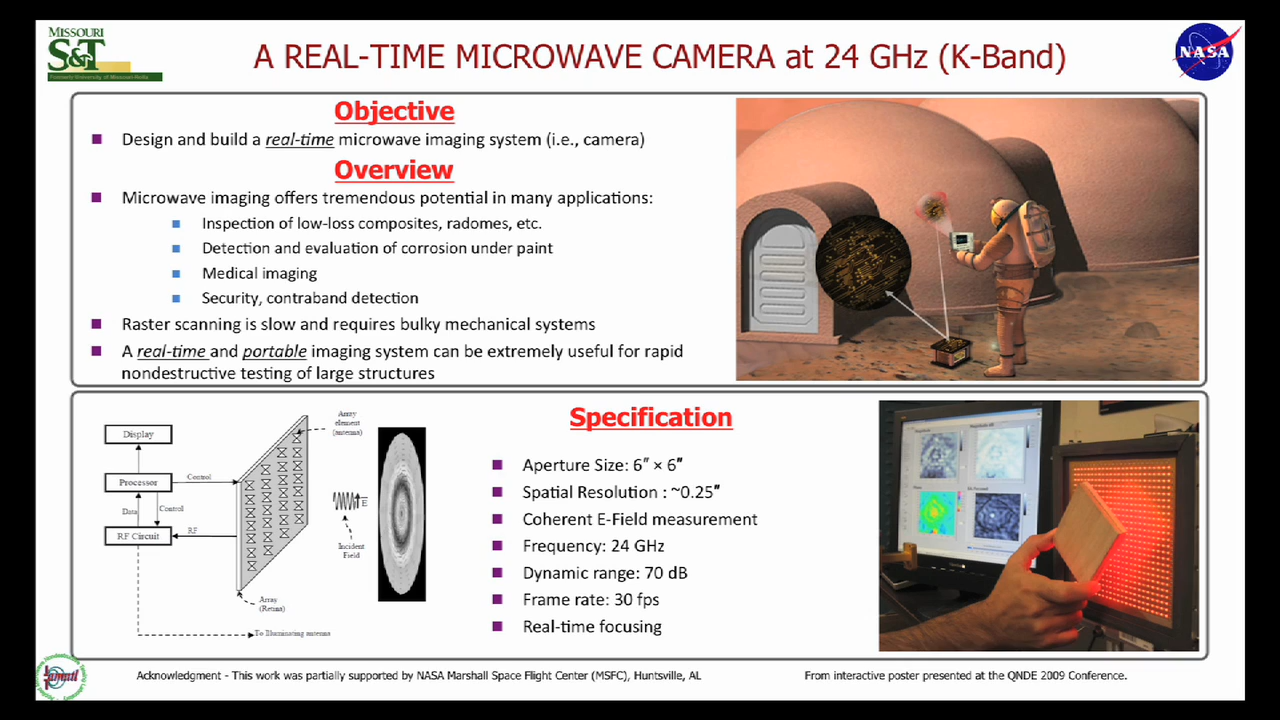 MISSOURI
S&T
Formerly University of Missouri-Rolla
A REAL-TIME MICROWAVE CAMERA at 24 GHz (K-Band)
NASA
Objective
Design and build a real-time microwave imaging system (i.e., camera)
Overview
Microwave imaging offers tremendous potential in many applications:
Inspection of low-loss composites, radomes, etc.
Detection and evaluation of corrosion under paint
Medical imaging
Security, contraband detection
Raster scanning is slow and requires bulky mechanical systems
A real-time and portable imaging system can be extremely useful for rapid
nondestructive testing of large structures
Display
Processor
Control
Data
Control
RF Circuit
RF
Array
element
(antenna)
E
Incident
Field
Array
(Retina)
To Illuminating antenna
Specification
Aperture Size: 6" × 6"
Spatial Resolution : ~0.25"
Coherent E-Field measurement
Frequency: 24 GHz
Dynamic range: 70 dB
Frame rate: 30 fps
Real-time focusing
amntl
Acknowledgment - This work was partially supported by NASA Marshall Space Flight Center (MSFC), Huntsville, AL
From interactive poster presented at the QNDE 2009 Conference.